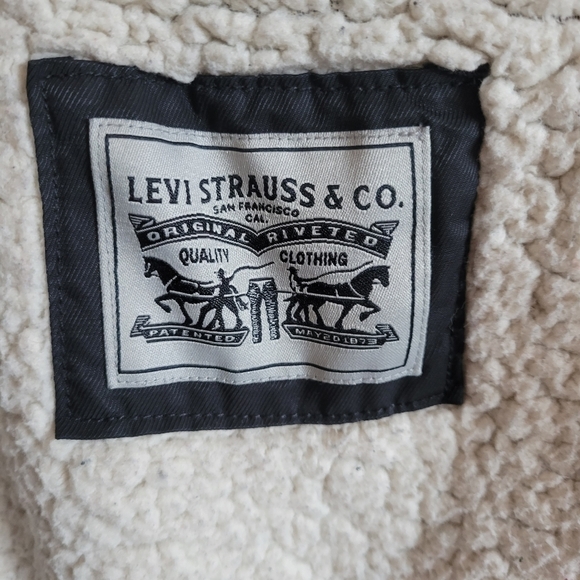 LEVI STRAUSS & CO.
SAN FRANCISCO
CAL.
ORIGINAL RIVETED
QUALITY CLOTHING
PATENTED MAY 20 1873